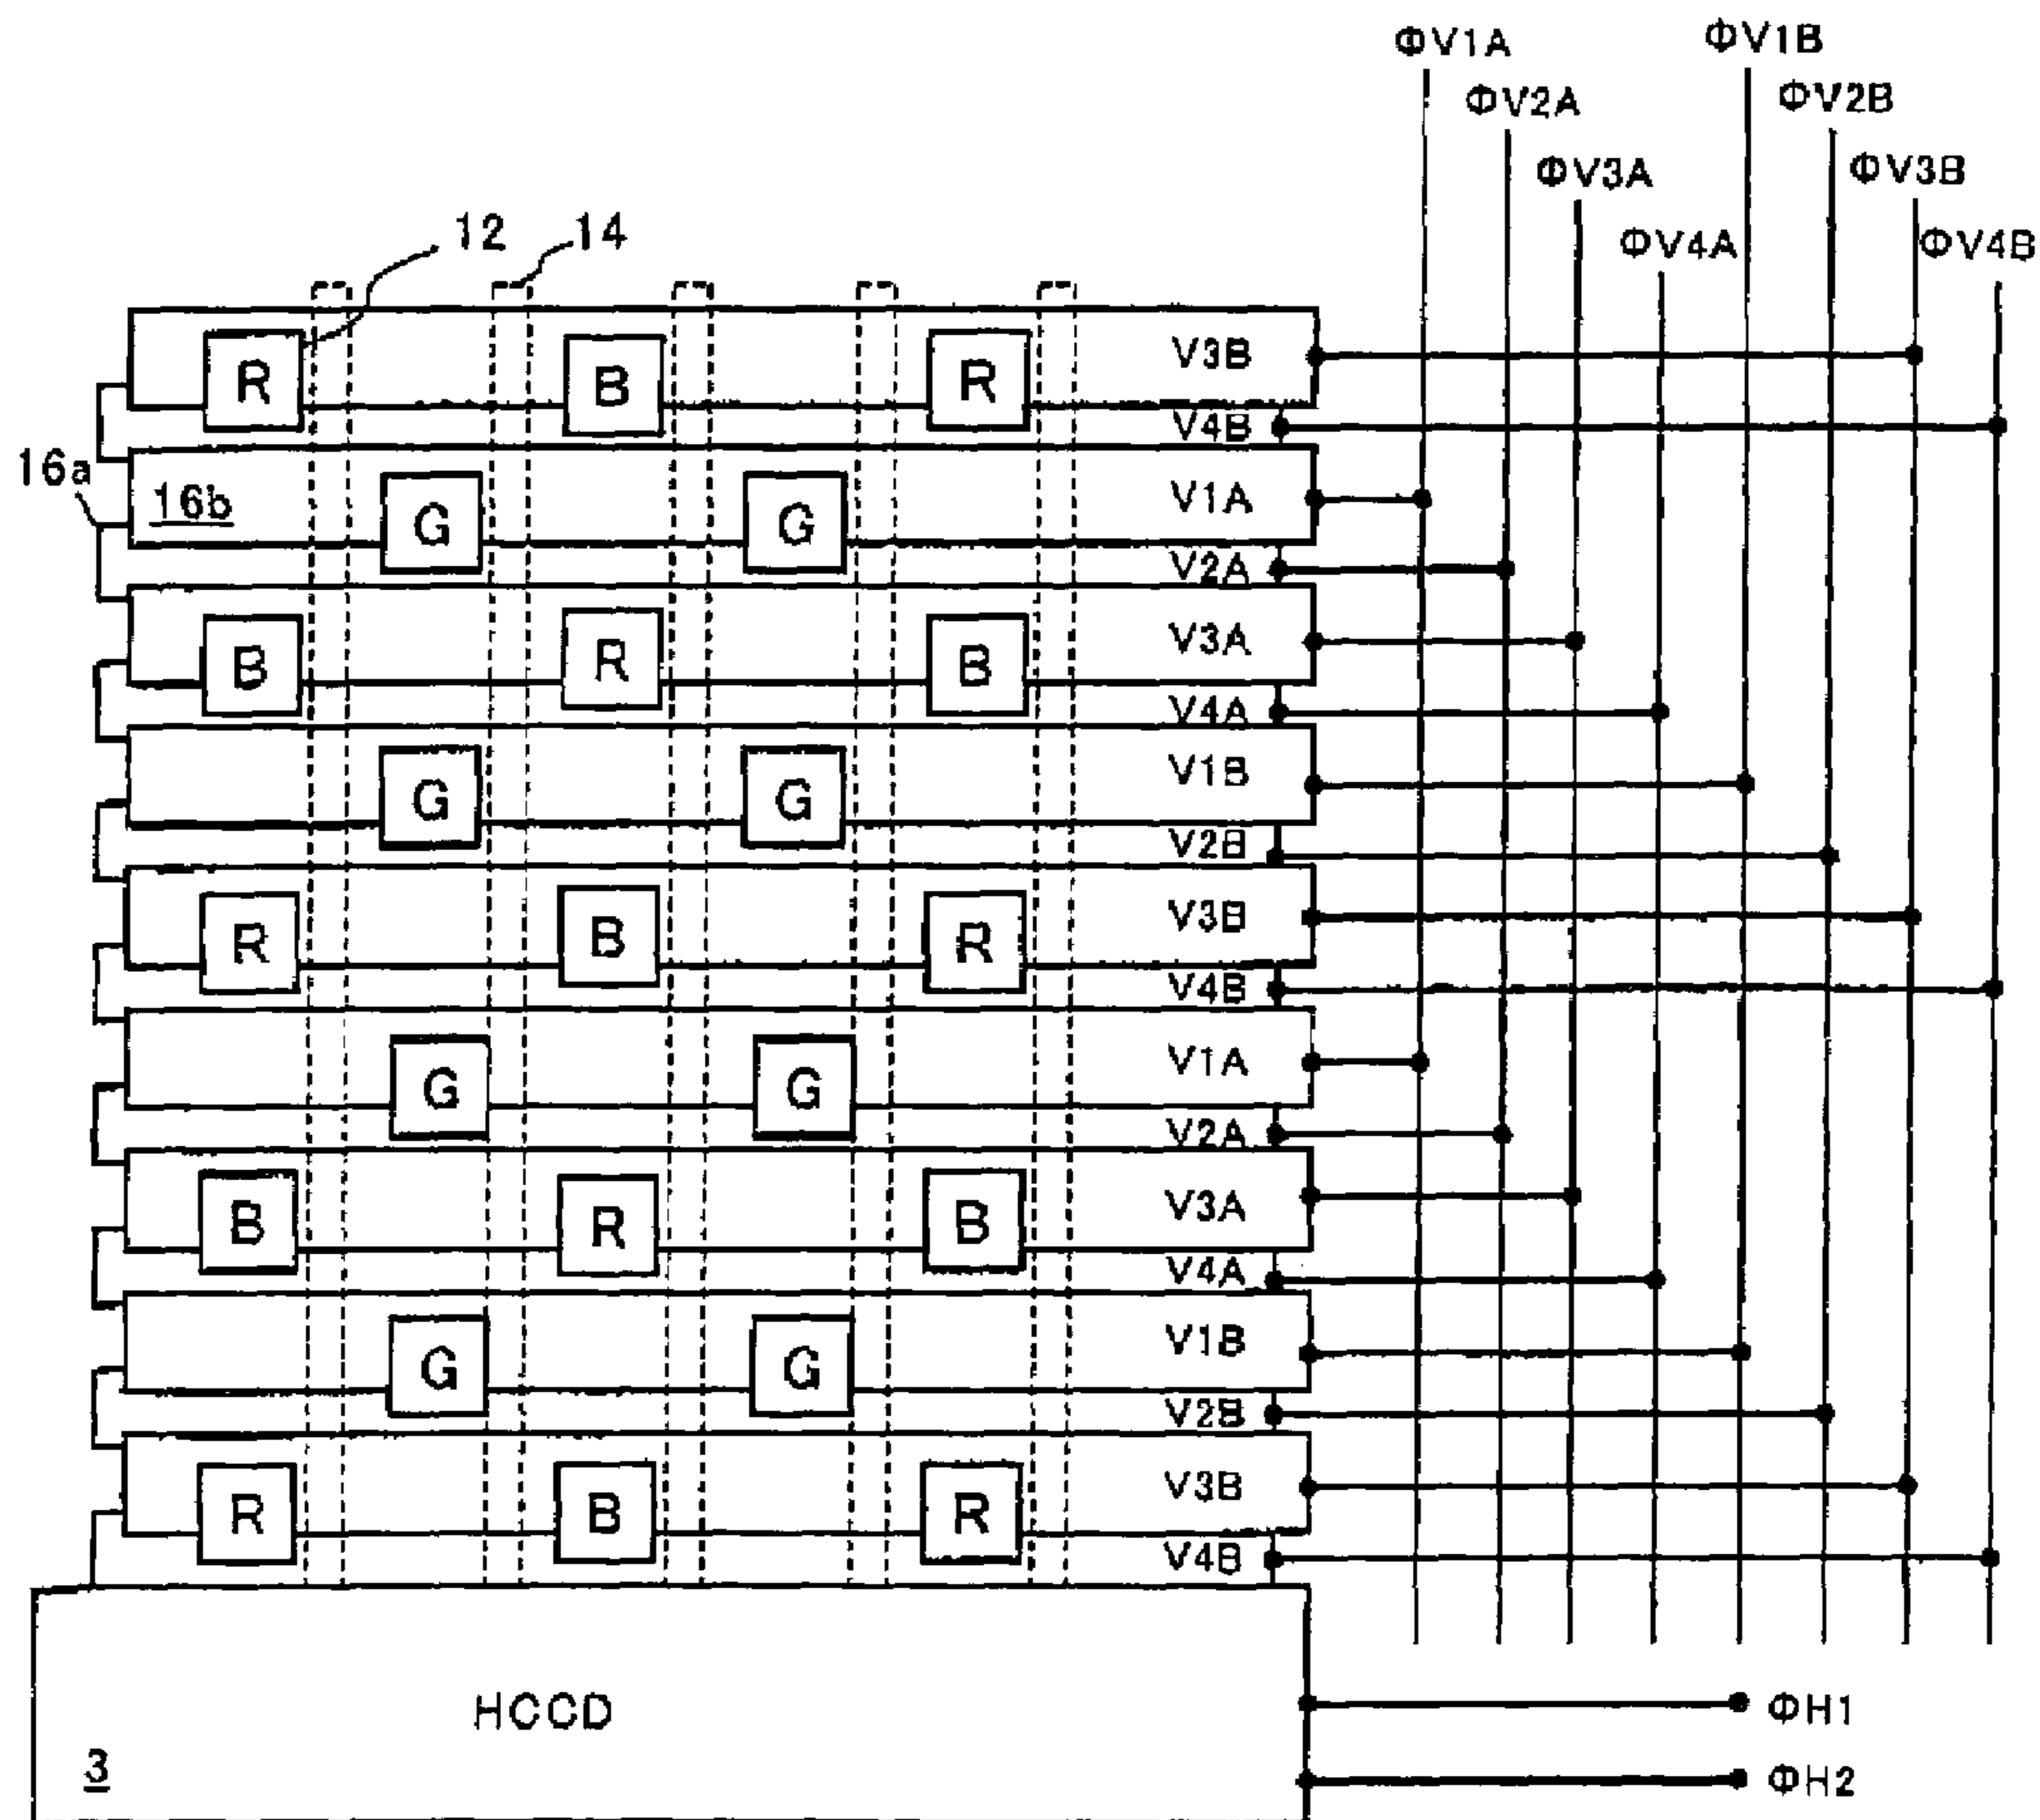 ΦV1A ΦV1B
ΦV2A ΦV2B
ΦV3A ΦV3B
ΦV4A ΦV4B
12 14
R B R V3B
V4B
16a 16b G G V1A
V2A
B R B V3A
V4A
G G V1B
V2B
R B R V3B
V4B
G G V1A
V2A
B R B V3A
V4A
G G V1B
V2B
R B R V3B
V4B
HCCD ΦH1
3 ΦH2